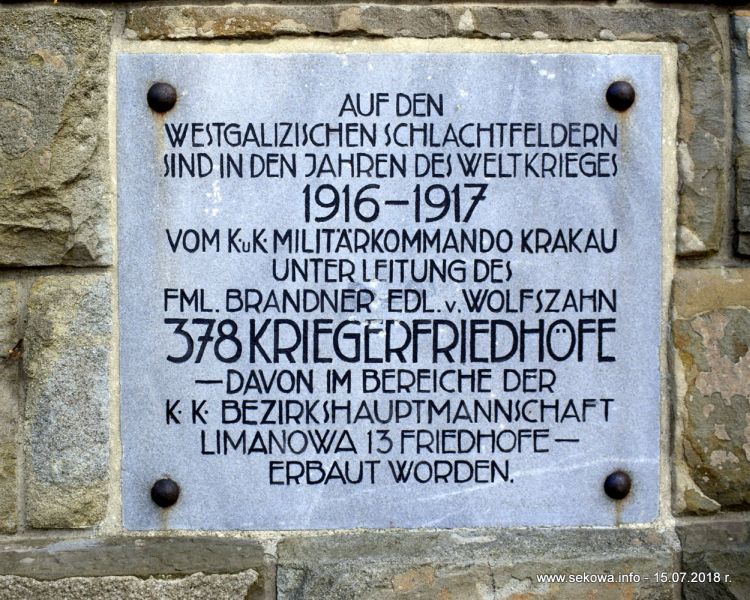 AUF DEN
WESTGALIZISCHEN SCHLACHTFELDERN
SIND IN DEN JAHREN DES WELTKRIEGES
1916–1917
VOM K.u.K. MILITÄRKOMMANDO KRAKAU
UNTER LEITUNG DES
FML. BRANDNER EDL. v. WOLFSZAHN
378 KRIEGERFRIEDHÖFE
—DAVON IM BEREICHE DER
K. K. BEZIRKSHAUPTMANNSCHAFT
LIMANOWA 13 FRIEDHÖFE—
ERBAUT WORDEN.
www.sekowa.info - 15.07.2018 r.